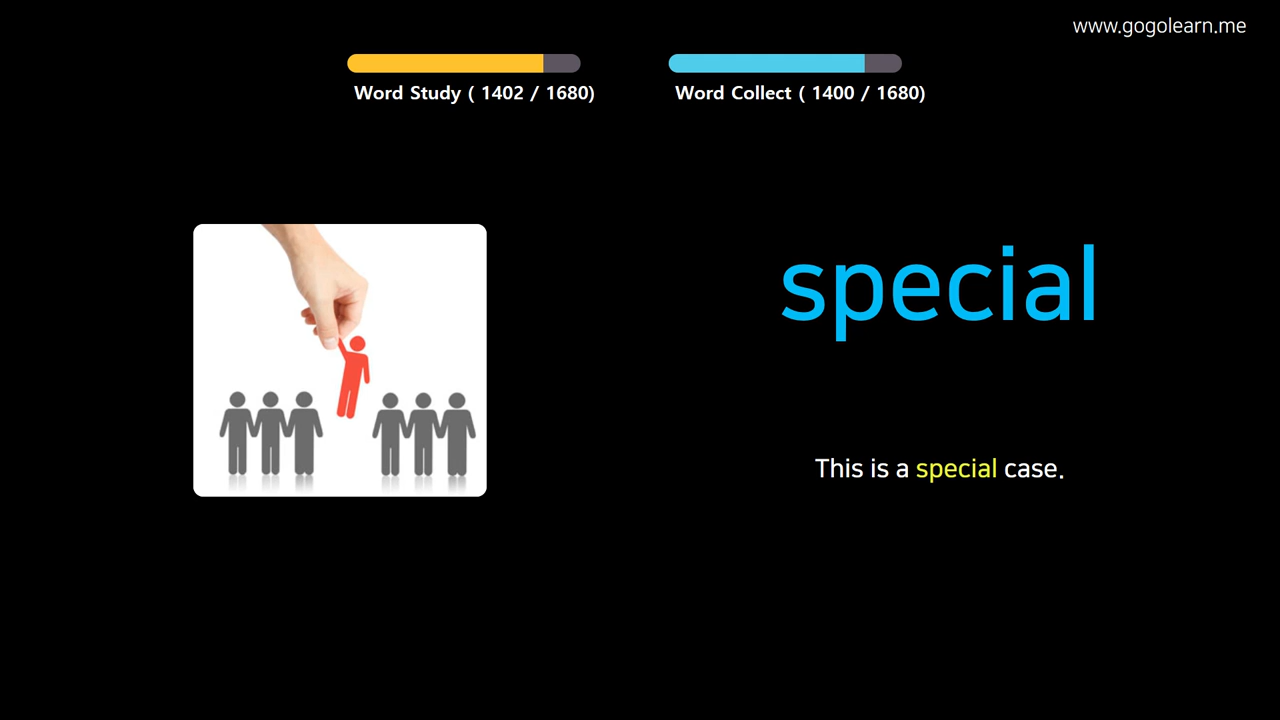 www.gogolearn.me
Word Study ( 1402 / 1680)
Word Collect ( 1400 / 1680)
special
This is a special case.